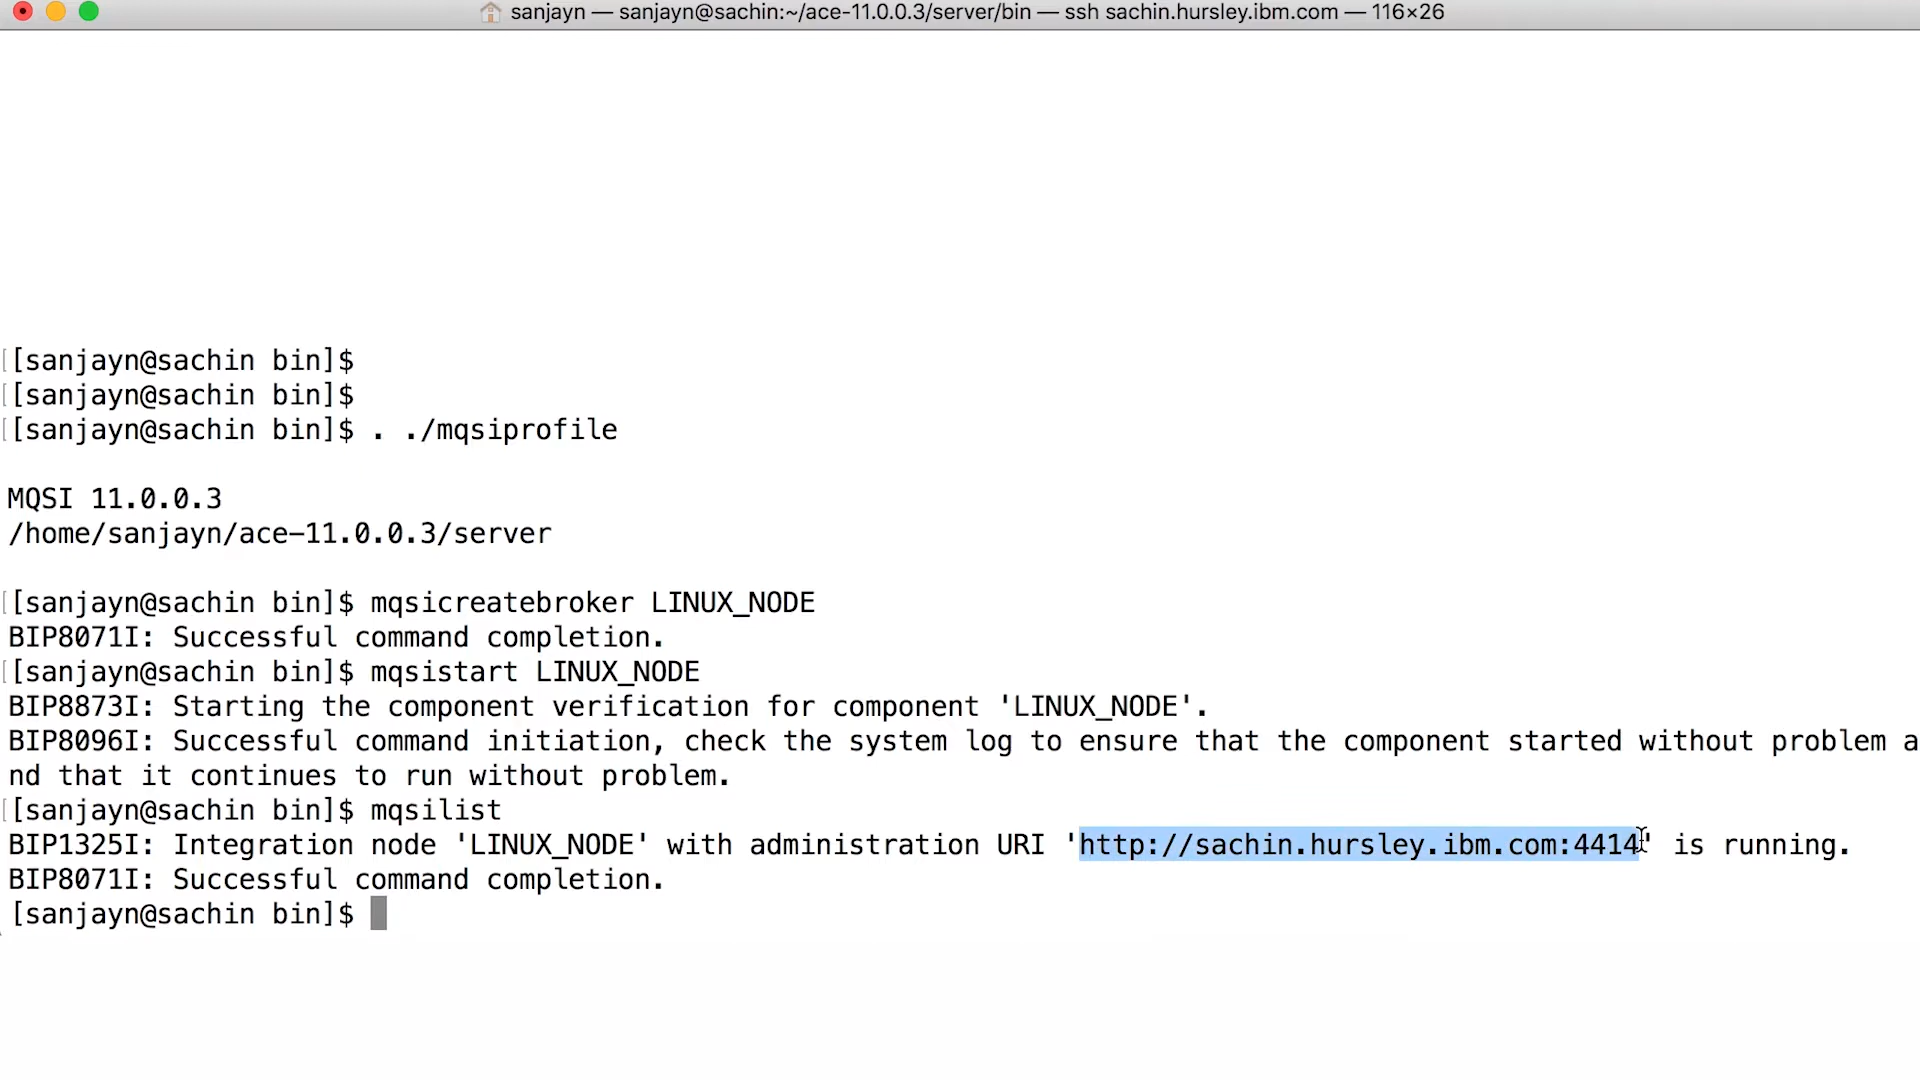 sanjayn — sanjayn@sachin:~/ace-11.0.0.3/server/bin — ssh sachin.hursley.ibm.com — 116×26
[[sanjayn@sachin bin]$
[[sanjayn@sachin bin]$
[[sanjayn@sachin bin]$ . ./mqsiprofile
MQSI 11.0.0.3
/home/sanjayn/ace-11.0.0.3/server
[[sanjayn@sachin bin]$ mqsicreatebroker LINUX_NODE
BIP8071I: Successful command completion.
[[sanjayn@sachin bin]$ mqsistart LINUX_NODE
BIP8873I: Starting the component verification for component 'LINUX_NODE'.
BIP8096I: Successful command initiation, check the system log to ensure that the component started without problem a
nd that it continues to run without problem.
[[sanjayn@sachin bin]$ mqsilist
BIP1325I: Integration node 'LINUX_NODE' with administration URI 'http://sachin.hursley.ibm.com:4414' is running.
BIP8071I: Successful command completion.
[sanjayn@sachin bin]$